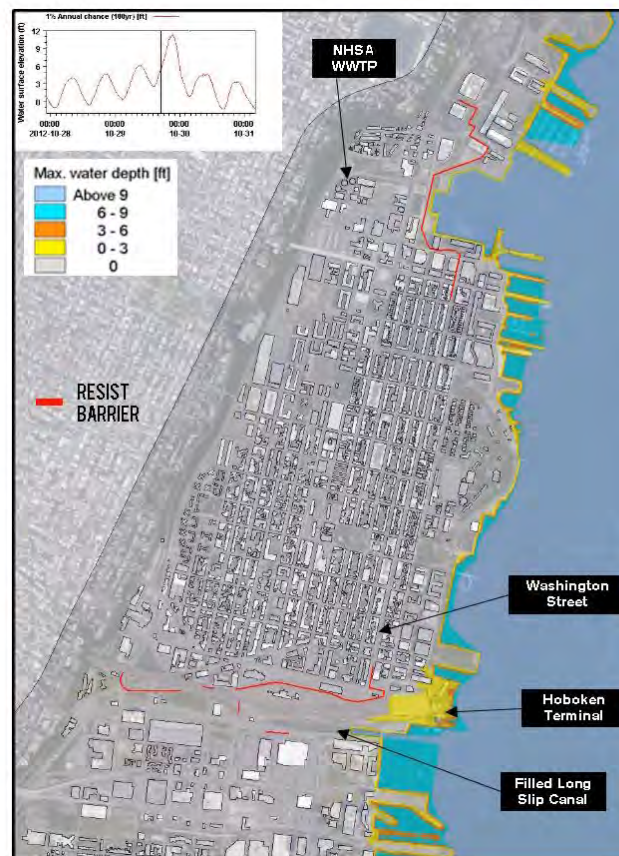 1% Annual chance (100yr) [ft]
Water surface elevation (ft)
12
9
6
3
0
00:00
2012-10-28
00:00
10-29
00:00
10-30
00:00
10-31
NHSA
WWTP
Max. water depth [ft]
Above 9
6 - 9
3 - 6
0 - 3
0
RESIST
BARRIER
Washington
Street
Hoboken
Terminal
Filled Long
Slip Canal